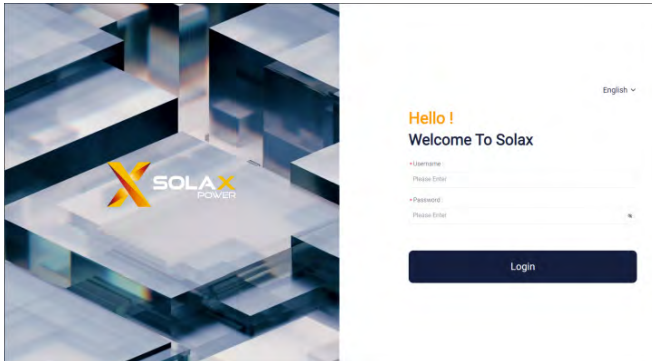 SOLAX
POWER
English
Hello !
Welcome To Solax
*Username
Please Enter
*Password
Please Enter
Login